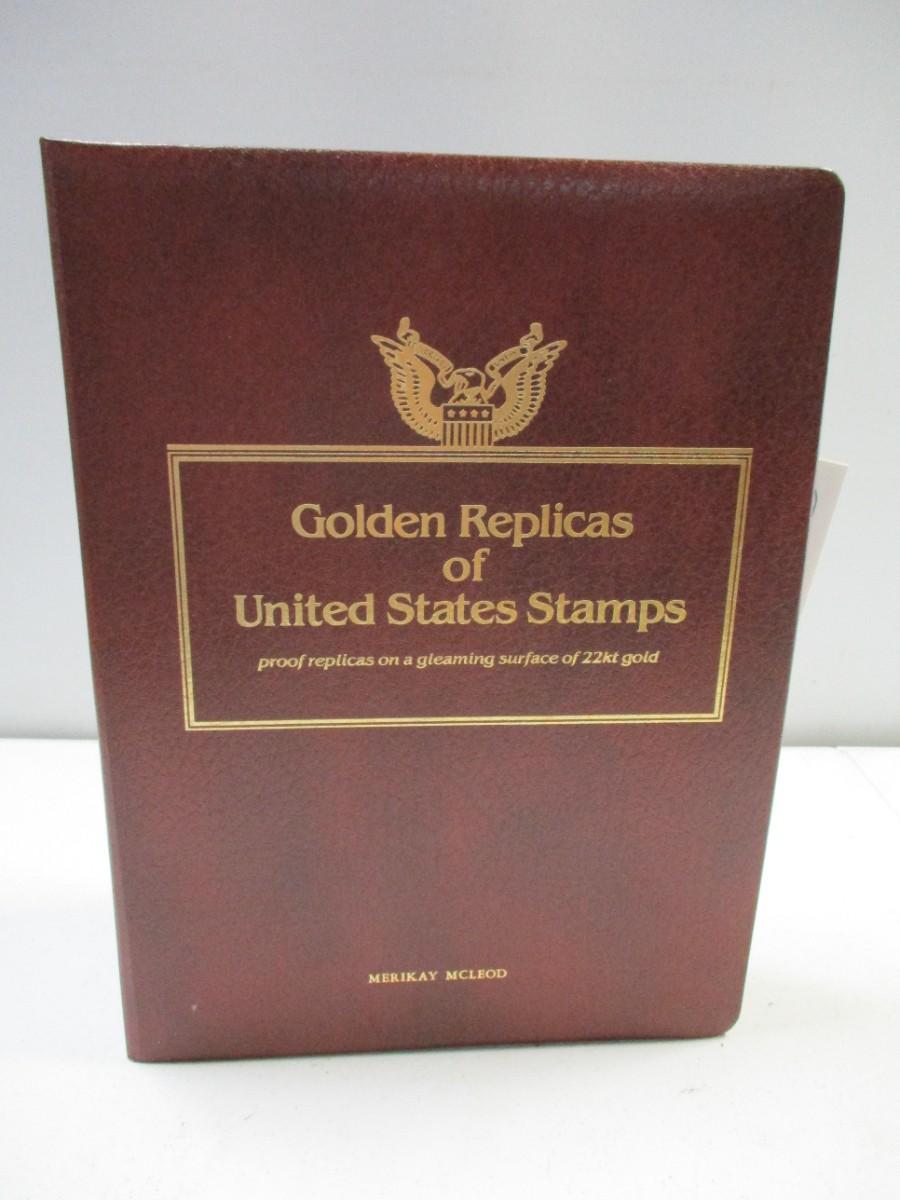 Golden Replicas
of
United States Stamps
proof replicas on a gleaming surface of 22kt gold
MERIKAY MCLEOD